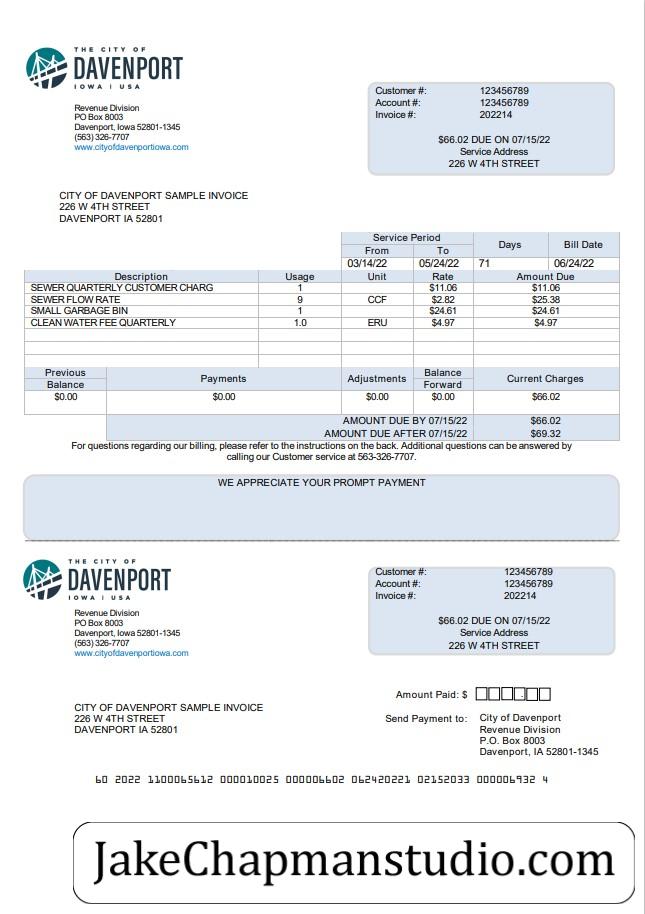 THE CITY OF
DAVENPORT
IOWA | USA
Revenue Division
PO Box 8003
Davenport, Iowa 52801-1345
(563) 326-7707
www.cityofdavenportiowa.com
Customer #: 123456789
Account #: 123456789
Invoice #: 202214
$66.02 DUE ON 07/15/22
Service Address
226 W 4TH STREET
CITY OF DAVENPORT SAMPLE INVOICE
226 W 4TH STREET
DAVENPORT IA 52801
Service Period Days Bill Date
From To
03/14/22 05/24/22 71 06/24/22
Description Usage Unit Rate Amount Due
SEWER QUARTERLY CUSTOMER CHARG 1 $11.06 $11.06
SEWER FLOW RATE 9 CCF $2.82 $25.38
SMALL GARBAGE BIN 1 $24.61 $24.61
CLEAN WATER FEE QUARTERLY 1.0 ERU $4.97 $4.97
Previous Balance Payments Adjustments Balance Forward Current Charges
$0.00 $0.00 $0.00 $0.00 $66.02
AMOUNT DUE BY 07/15/22 $66.02
AMOUNT DUE AFTER 07/15/22 $69.32
For questions regarding our billing, please refer to the instructions on the back. Additional questions can be answered by
calling our Customer service at 563-326-7707.
WE APPRECIATE YOUR PROMPT PAYMENT
THE CITY OF
DAVENPORT
IOWA | USA
Revenue Division
PO Box 8003
Davenport, Iowa 52801-1345
(563) 326-7707
www.cityofdavenportiowa.com
Customer #: 123456789
Account #: 123456789
Invoice #: 202214
$66.02 DUE ON 07/15/22
Service Address
226 W 4TH STREET
Amount Paid: $
CITY OF DAVENPORT SAMPLE INVOICE
226 W 4TH STREET
DAVENPORT IA 52801
Send Payment to: City of Davenport
Revenue Division
P.O. Box 8003
Davenport, IA 52801-1345
60 2022 1100065612 000010025 000006602 062420221 02152033 000006932 4
JakeChapmanstudio.com